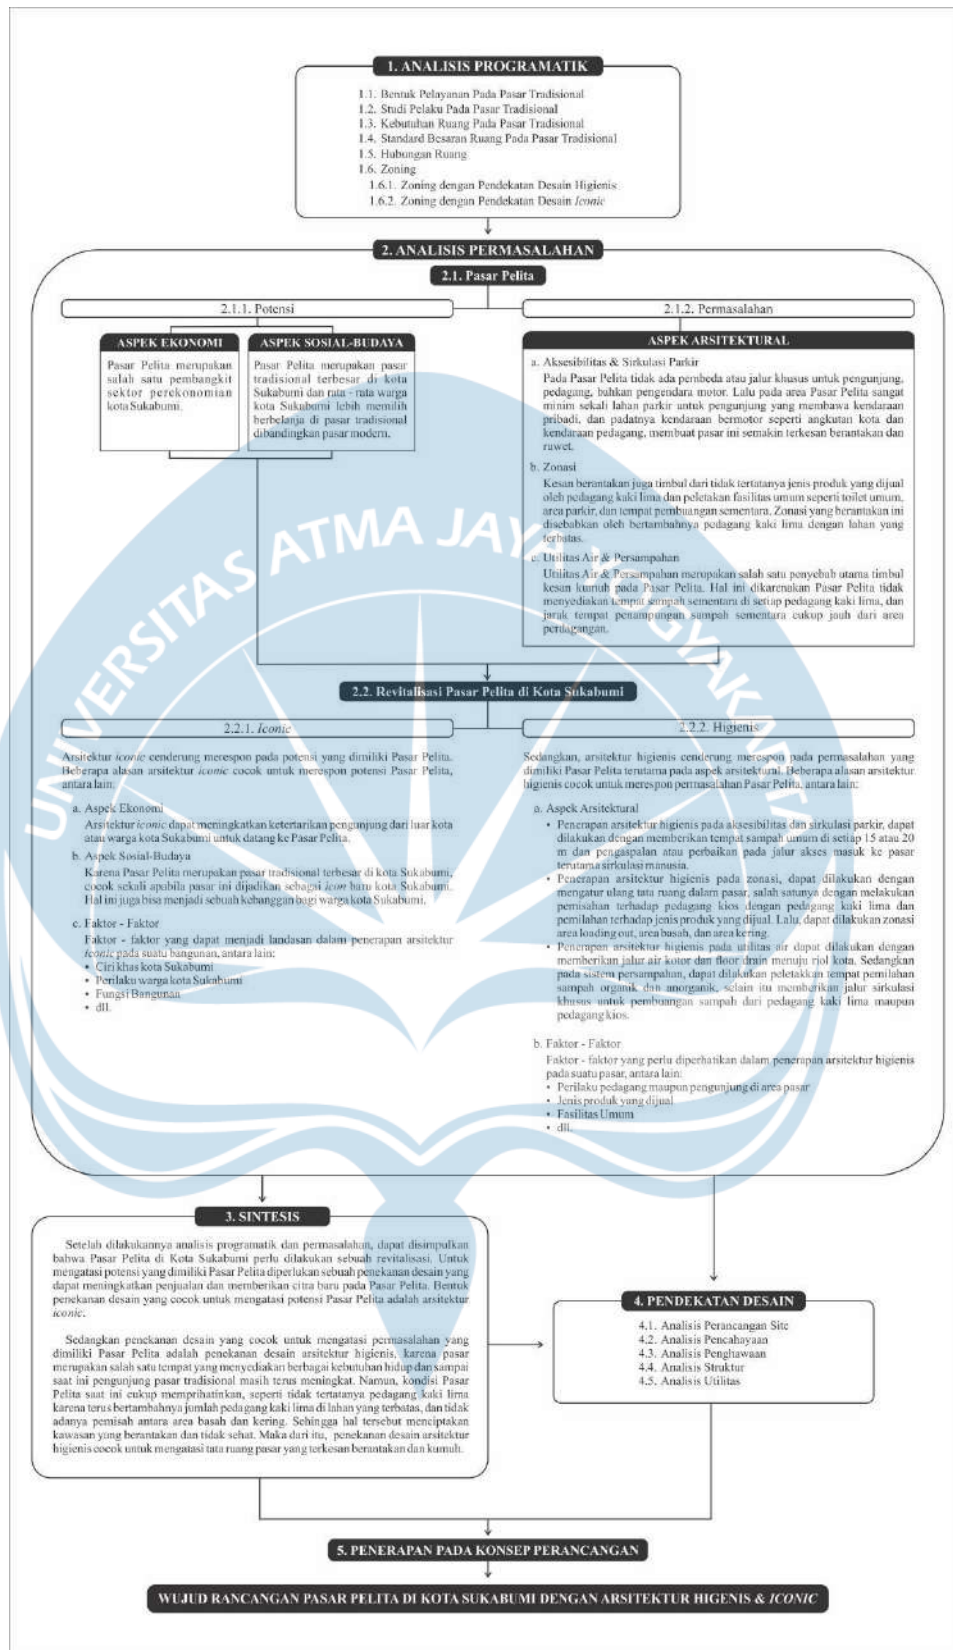 1. ANALISIS PROGRAMATIK
1.1. Bentuk Pelayanan Pada Pasar Tradisional
1.2. Studi Pelaku Pada Pasar Tradisional
1.3. Kebutuhan Ruang Pada Pasar Tradisional
1.4. Standard Besaran Ruang Pada Pasar Tradisional
1.5. Hubungan Ruang
1.6. Zoning
1.6.1. Zoning dengan Pendekatan Desain Higienis
1.6.2. Zoning dengan Pendekatan Desain Iconic
2. ANALISIS PERMASALAHAN
2.1. Pasar Pelita
2.1.1. Potensi
ASPEK EKONOMI
Pasar Pelita merupakan
salah satu pembangkit
sektor perekonomian
kota Sukabumi.
ASPEK SOSIAL-BUDAYA
Pasar Pelita merupakan pasar
tradisional terbesar di kota
Sukabumi dan rata - rata warga
kota Sukabumi lebih memilih
berbelanja di pasar tradisional
dibandingkan pasar modern.
2.1.2. Permasalahan
ASPEK ARSITEKTURAL
a. Aksesibilitas & Sirkulasi Parkir
Pada Pasar Pelita tidak ada pembeda atau jalur khusus untuk pengunjung,
pedagang, bahkan pengendara motor. Lalu pada area Pasar Pelita sangat
minim sekali lahan parkir untuk pengunjung yang membawa kendaraan
pribadi, dan padatnya kendaraan bermotor seperti angkutan kota dan
kendaraan pedagang, membuat pasar ini semakin terkesan berantakan dan
ruwet.
b. Zonasi
Kesan berantakan juga timbul dari tidak tertatanya jenis produk yang dijual
oleh pedagang kaki lima dan peletakan fasilitas umum seperti toilet umum,
area parkir, dan tempat pembuangan sementara. Zonasi yang berantakan ini
disebabkan oleh bertambahnya pedagang kaki lima dengan lahan yang
terbatas.
c. Utilitas Air & Persampahan
Utilitas Air & Persampahan merupakan salah satu penyebab utama timbul
kesan kumuh pada Pasar Pelita. Hal ini dikarenakan Pasar Pelita tidak
menyediakan tempat sampah sementara di setiap pedagang kaki lima, dan
jarak tempat penampungan sampah sementara cukup jauh dari area
perdagangan.
UNIVERSITAS ATMA JAYA YOGYAKARTA
2.2. Revitalisasi Pasar Pelita di Kota Sukabumi
2.2.1. Iconic
Arsitektur iconic cenderung merespon pada potensi yang dimiliki Pasar Pelita.
Beberapa alasan arsitektur iconic cocok untuk merespon potensi Pasar Pelita,
antara lain:
a. Aspek Ekonomi
Arsitektur iconic dapat meningkatkan ketertarikan pengunjung dari luar kota
atau warga kota Sukabumi untuk datang ke Pasar Pelita.
b. Aspek Sosial-Budaya
Karena Pasar Pelita merupakan pasar tradisional terbesar di kota Sukabumi,
cocok sekali apabila pasar ini dijadikan sebagai icon baru kota Sukabumi.
Hal ini juga bisa menjadi sebuah kebanggan bagi warga kota Sukabumi.
c. Faktor - Faktor
Faktor - faktor yang dapat menjadi landasan dalam penerapan arsitektur
iconic pada suatu bangunan, antara lain:
• Ciri khas kota Sukabumi
• Perilaku warga kota Sukabumi
• Fungsi Bangunan
• dll.
2.2.2. Higienis
Sedangkan, arsitektur higienis cenderung merespon pada permasalahan yang
dimiliki Pasar Pelita terutama pada aspek arsitektural. Beberapa alasan arsitektur
higienis cocok untuk merespon permasalahan Pasar Pelita, antara lain:
a. Aspek Arsitektural
• Penerapan arsitektur higienis pada aksesibilitas dan sirkulasi parkir, dapat
dilakukan dengan memberikan tempat sampah umum di setiap 15 atau 20
m dan pengaspalan atau perbaikan pada jalur akses masuk ke pasar
terutama sirkulasi manusia.
• Penerapan arsitektur higienis pada zonasi, dapat dilakukan dengan
mengatur ulang tata ruang dalam pasar, salah satunya dengan melakukan
pemisahan terhadap pedagang kios dengan pedagang kaki lima dan
pemilahan terhadap jenis produk yang dijual. Lalu, dapat dilakukan zonasi
area loading out, area basah, dan area kering.
• Penerapan arsitektur higienis pada utilitas air dapat dilakukan dengan
memberikan jalur air kotor dan floor drain menuju riol kota. Sedangkan
pada sistem persampahan, dapat dilakukan peletakkan tempat pemilahan
sampah organik dan anorganik, selain itu memberikan jalur sirkulasi
khusus untuk pembuangan sampah dari pedagang kaki lima maupun
pedagang kios.
b. Faktor - Faktor
Faktor - faktor yang perlu diperhatikan dalam penerapan arsitektur higienis
pada suatu pasar, antara lain:
• Perilaku pedagang maupun pengunjung di area pasar
• Jenis produk yang dijual
• Fasilitas Umum
• dll.
3. SINTESIS
Setelah dilakukannya analisis programatik dan permasalahan, dapat disimpulkan
bahwa Pasar Pelita di Kota Sukabumi perlu dilakukan sebuah revitalisasi. Untuk
mengatasi potensi yang dimiliki Pasar Pelita diperlukan sebuah penekanan desain yang
dapat meningkatkan penjualan dan memberikan citra baru pada Pasar Pelita. Bentuk
penekanan desain yang cocok untuk mengatasi potensi Pasar Pelita adalah arsitektur
iconic.
Sedangkan penekanan desain yang cocok untuk mengatasi permasalahan yang
dimiliki Pasar Pelita adalah penekanan desain arsitektur higienis, karena pasar
merupakan salah satu tempat yang menyediakan berbagai kebutuhan hidup dan sampai
saat ini pengunjung pasar tradisional masih terus meningkat. Namun, kondisi Pasar
Pelita saat ini cukup memprihatinkan, seperti tidak tertatanya pedagang kaki lima
karena terus bertambahnya jumlah pedagang kaki lima di lahan yang terbatas, dan tidak
adanya pemisah antara area basah dan kering. Sehingga hal tersebut menciptakan
kawasan yang berantakan dan tidak sehat. Maka dari itu, penekanan desain arsitektur
higienis cocok untuk mengatasi tata ruang pasar yang terkesan berantakan dan kumuh.
4. PENDEKATAN DESAIN
4.1. Analisis Perancangan Site
4.2. Analisis Pencahayaan
4.3. Analisis Penghawaan
4.4. Analisis Struktur
4.5. Analisis Utilitas
5. PENERAPAN PADA KONSEP PERANCANGAN
WUJUD RANCANGAN PASAR PELITA DI KOTA SUKABUMI DENGAN ARSITEKTUR HIGENIS & ICONIC